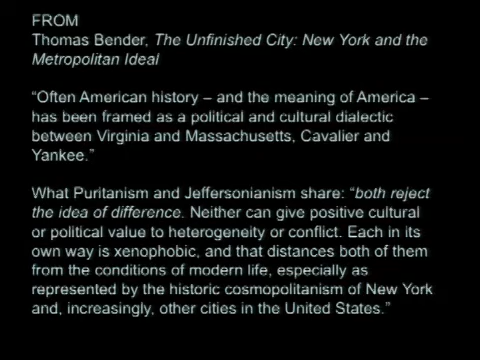 FROM
Thomas Bender, The Unfinished City: New York and the
Metropolitan Ideal
“Often American history – and the meaning of America –
has been framed as a political and cultural dialectic
between Virginia and Massachusetts, Cavalier and
Yankee.”
What Puritanism and Jeffersonianism share: “both reject
the idea of difference. Neither can give positive cultural
or political value to heterogeneity or conflict. Each in its
own way is xenophobic, and that distances both of them
from the conditions of modern life, especially as
represented by the historic cosmopolitanism of New York
and, increasingly, other cities in the United States.”